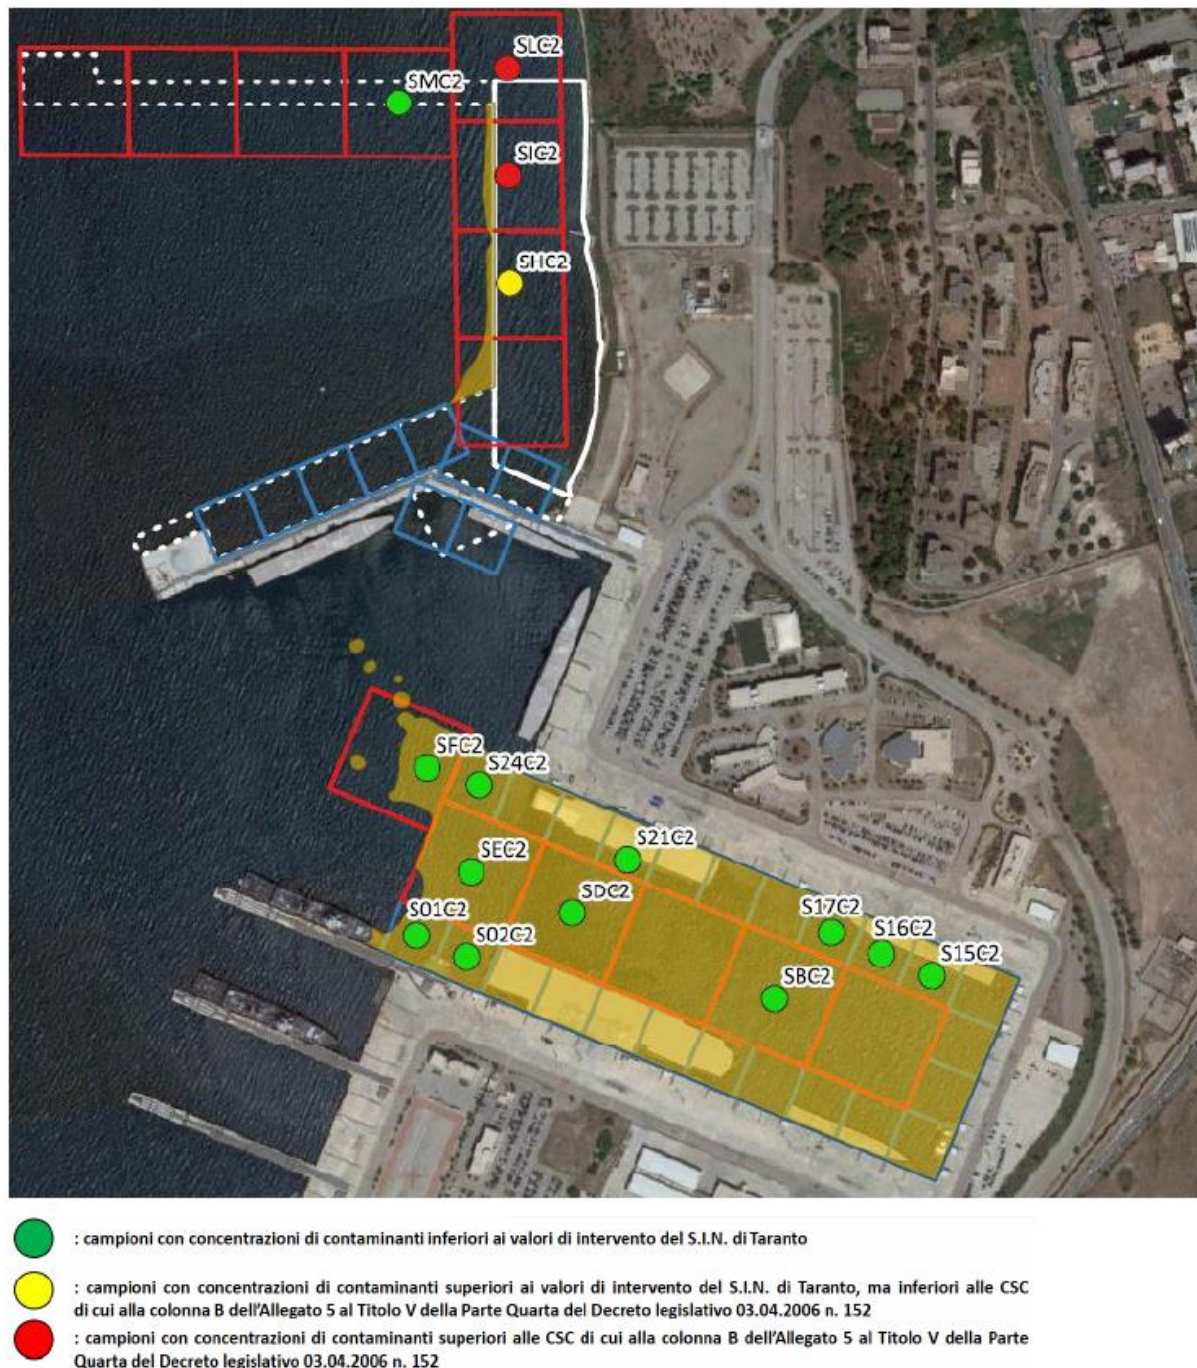 SLC2
SMC2
SIC2
SHC2
SFC2
S24C2
S21C2
SEC2
SDC2
S01C2
S02C2
S17C2
S16C2
S15C2
SBC2
: campioni con concentrazioni di contaminanti inferiori ai valori di intervento del S.I.N. di Taranto
: campioni con concentrazioni di contaminanti superiori ai valori di intervento del S.I.N. di Taranto, ma inferiori alle CSC
di cui alla colonna B dell'Allegato 5 al Titolo V della Parte Quarta del Decreto legislativo 03.04.2006 n. 152
: campioni con concentrazioni di contaminanti superiori alle CSC di cui alla colonna B dell'Allegato 5 al Titolo V della Parte
Quarta del Decreto legislativo 03.04.2006 n. 152